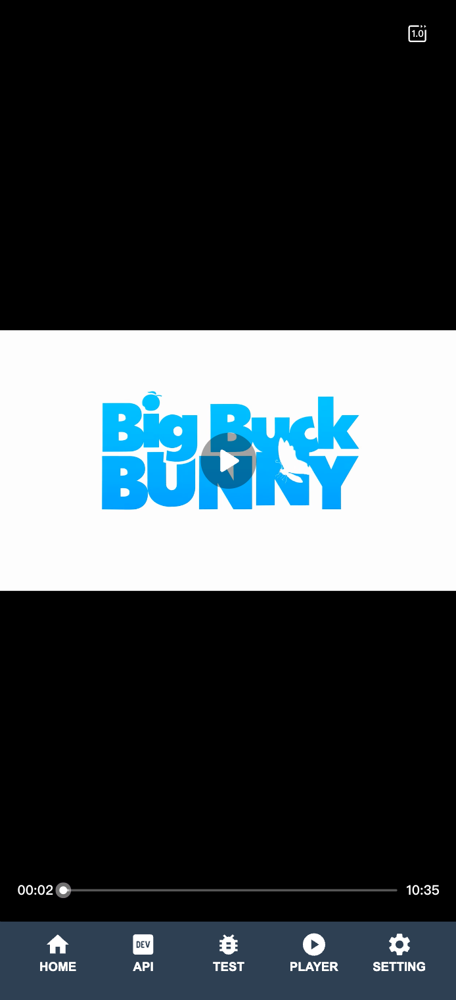 1.0
Big Buck
BUNNY
00:02 10:35
DEV
HOME API TEST PLAYER SETTING